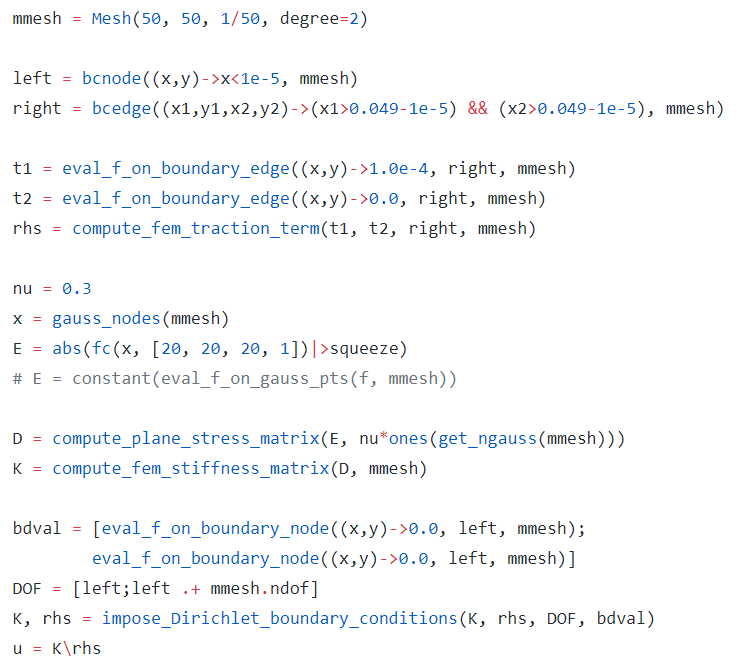 mmesh = Mesh(50, 50, 1/50, degree=2)
left = bcnode((x,y)->x<1e-5, mmesh)
right = bcedge((x1,y1,x2,y2)->(x1>0.049-1e-5) && (x2>0.049-1e-5), mmesh)
t1 = eval_f_on_boundary_edge((x,y)->1.0e-4, right, mmesh)
t2 = eval_f_on_boundary_edge((x,y)->0.0, right, mmesh)
rhs = compute_fem_traction_term(t1, t2, right, mmesh)
nu = 0.3
x = gauss_nodes(mmesh)
E = abs(fc(x, [20, 20, 20, 1])|>squeeze)
# E = constant(eval_f_on_gauss_pts(f, mmesh))
D = compute_plane_stress_matrix(E, nu*ones(get_ngauss(mmesh)))
K = compute_fem_stiffness_matrix(D, mmesh)
bdval = [eval_f_on_boundary_node((x,y)->0.0, left, mmesh);
        eval_f_on_boundary_node((x,y)->0.0, left, mmesh)]
DOF = [left;left .+ mmesh.ndof]
K, rhs = impose_Dirichlet_boundary_conditions(K, rhs, DOF, bdval)
u = K\rhs